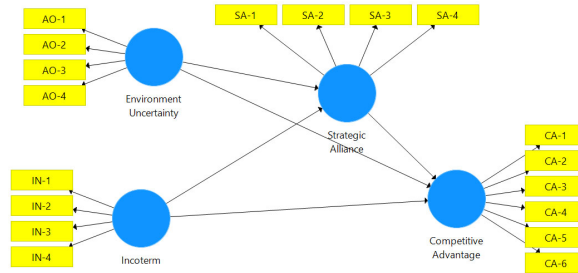 SA-1
SA-2
SA-3
SA-4
AO-1
AO-2
AO-3
AO-4
Environment
Uncertainty
Strategic
Alliance
CA-1
CA-2
CA-3
CA-4
CA-5
CA-6
IN-1
IN-2
IN-3
IN-4
Incoterm
Competitive
Advantage